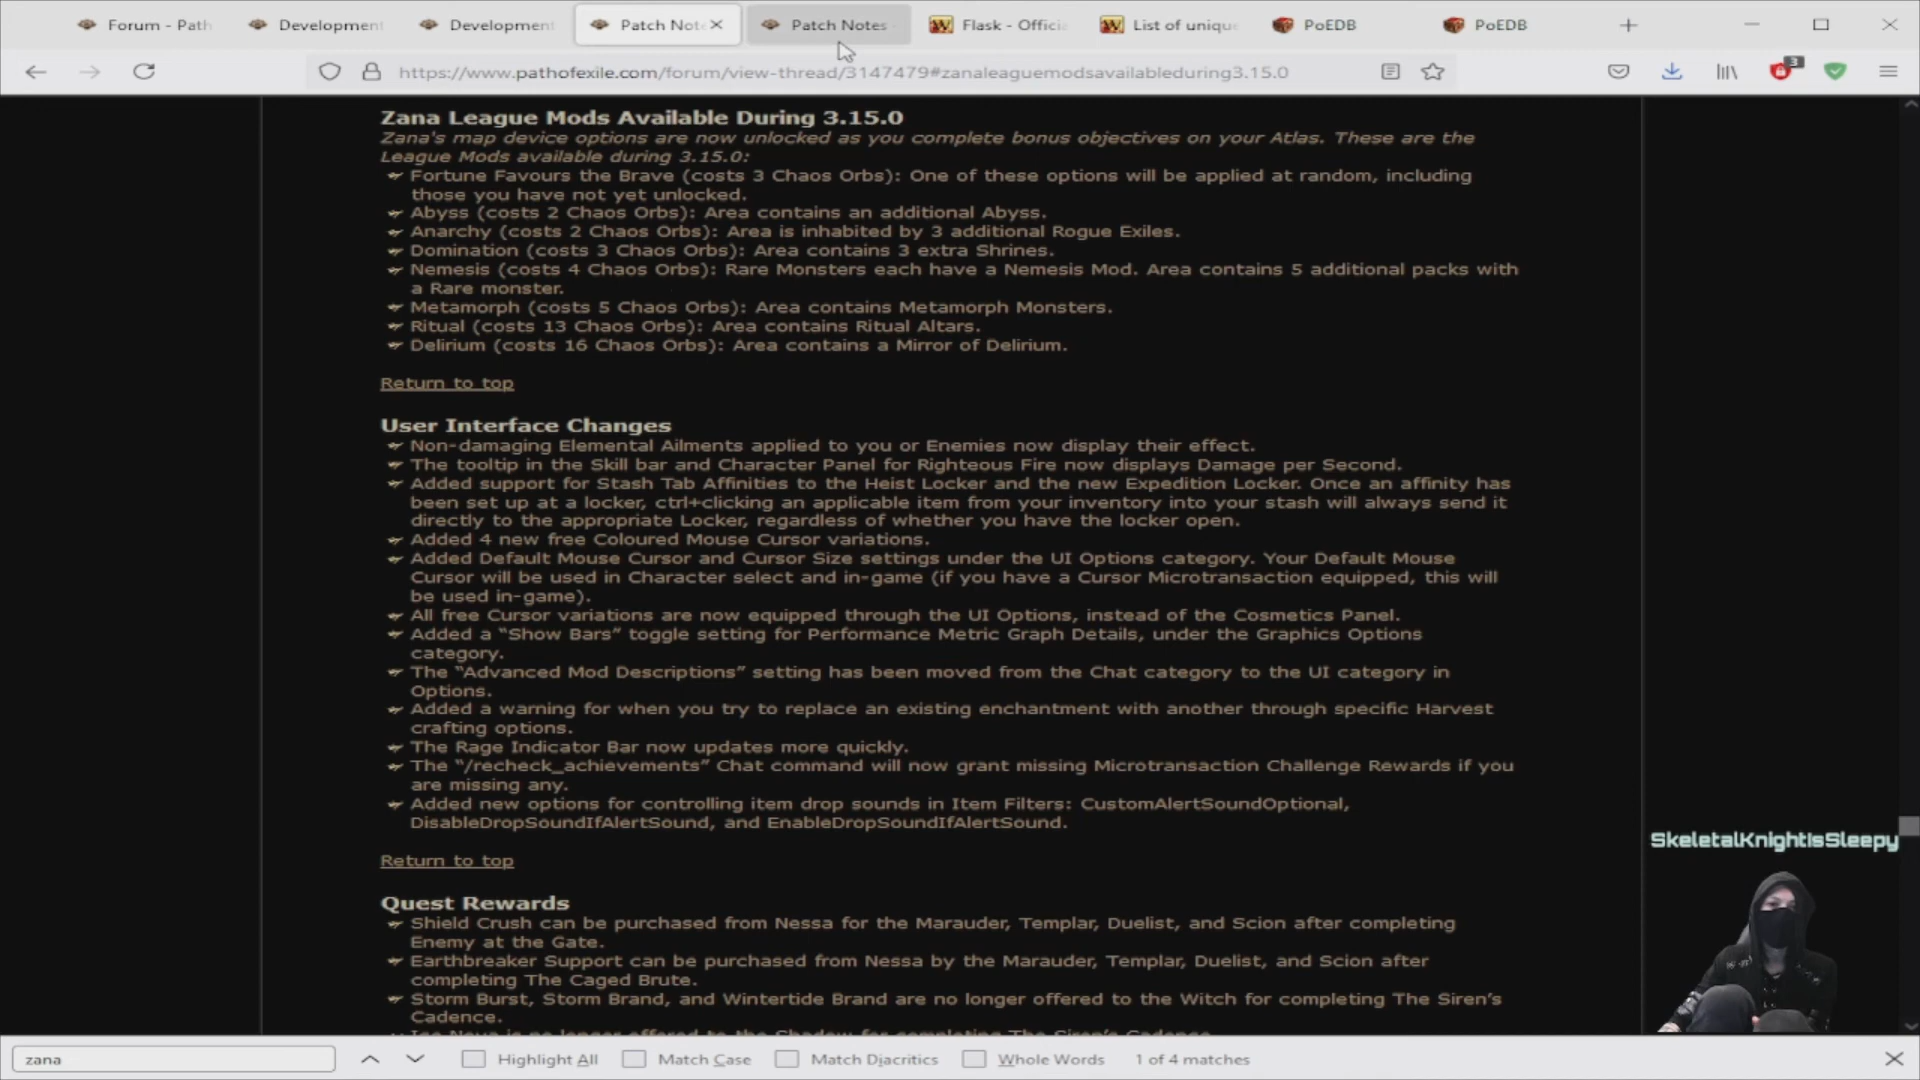 Forum - Path
Development
Development
Patch Not
Patch Notes
Flask - Offici
List of unique
PoEDB
PoEDB
https://www.pathofexile.com/forum/view-thread/3147479#zanaleaguemodsavailableduring3.15.0
3
Zana League Mods Available During 3.15.0
Zana's map device options are now unlocked as you complete bonus objectives on your Atlas. These are the
League Mods available during 3.15.0:
Fortune Favours the Brave (costs 3 Chaos Orbs): One of these options will be applied at random, including
those you have not yet unlocked.
Abyss (costs 2 Chaos Orbs): Area contains an additional Abyss.
Anarchy (costs 2 Chaos Orbs): Area is inhabited by 3 additional Rogue Exiles.
Domination (costs 3 Chaos Orbs): Area contains 3 extra Shrines.
Nemesis (costs 4 Chaos Orbs): Rare Monsters each have a Nemesis Mod. Area contains 5 additional packs with
a Rare monster.
Metamorph (costs 5 Chaos Orbs): Area contains Metamorph Monsters.
Ritual (costs 13 Chaos Orbs): Area contains Ritual Altars.
Delirium (costs 16 Chaos Orbs): Area contains a Mirror of Delirium.
Return to top
User Interface Changes
Non-damaging Elemental Ailments applied to you or Enemies now display their effect.
The tooltip in the Skill bar and Character Panel for Righteous Fire now displays Damage per Second.
Added support for Stash Tab Affinities to the Heist Locker and the new Expedition Locker. Once an affinity has
been set up at a locker, ctrl+clicking an applicable item from your inventory into your stash will always send it
directly to the appropriate Locker, regardless of whether you have the locker open.
Added 4 new free Coloured Mouse Cursor variations.
Added Default Mouse Cursor and Cursor Size settings under the UI Options category. Your Default Mouse
Cursor will be used in Character select and in-game (if you have a Cursor Microtransaction equipped, this will
be used in-game).
All free Cursor variations are now equipped through the UI Options, instead of the Cosmetics Panel.
Added a “Show Bars” toggle setting for Performance Metric Graph Details, under the Graphics Options
category.
The “Advanced Mod Descriptions” setting has been moved from the Chat category to the UI category in
Options.
Added a warning for when you try to replace an existing enchantment with another through specific Harvest
crafting options.
The Rage Indicator Bar now updates more quickly.
The “/recheck_achievements” Chat command will now grant missing Microtransaction Challenge Rewards if you
are missing any.
Added new options for controlling item drop sounds in Item Filters: CustomAlertSoundOptional,
DisableDropSoundIfAlertSound, and EnableDropSoundIfAlertSound.
Return to top
SkeletalKnightIsSleepy
Quest Rewards
Shield Crush can be purchased from Nessa for the Marauder, Templar, Duelist, and Scion after completing
Enemy at the Gate.
Earthbreaker Support can be purchased from Nessa by the Marauder, Templar, Duelist, and Scion after
completing The Caged Brute.
Storm Burst, Storm Brand, and Wintertide Brand are no longer offered to the Witch for completing The Siren's
Cadence.
Ice Nova is no longer offered to the Shadow for completing The Siren's Cadence.
zana
Highlight All
Match Case
Match Diacritics
Whole Words
1 of 4 matches